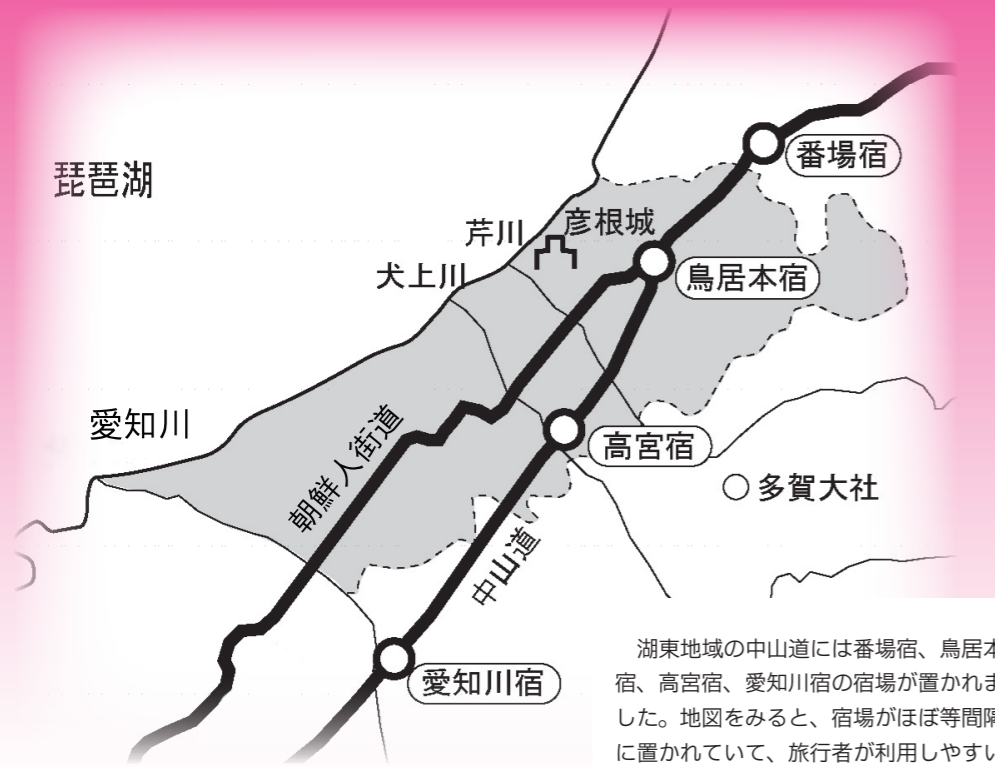 琵琶湖
番場宿
彦根城
芹川
鳥居本宿
犬上川
愛知川
高宮宿
朝鮮人街道
多賀大社
中山道
愛知川宿
湖東地域の中山道には番場宿、鳥居本
宿、高宮宿、愛知川宿の宿場が置かれま
した。地図をみると、宿場がほぼ等間隔
に置かれていて、旅行者が利用しやすい